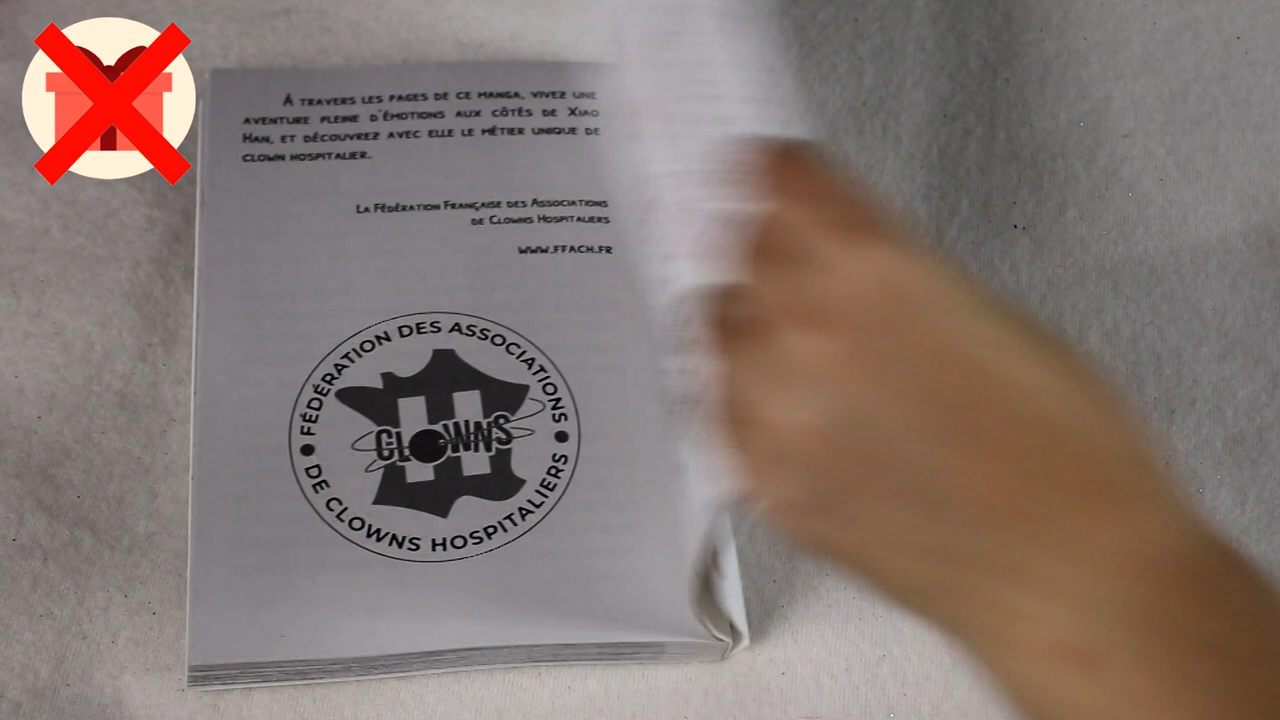 À TRAVERS LES PAGES DE CE MANGA, VIVEZ UNE
AVENTURE PLEINE D'ÉMOTIONS AUX CÔTÉS DE XIAO
HAN, ET DÉCOUVREZ AVEC ELLE LE MÉTIER UNIQUE DE
CLOWN HOSPITALIER.
LA FÉDÉRATION FRANÇAISE DES ASSOCIATIONS
DE CLOWNS HOSPITALIERS
WWW.FFACH.FR
FÉDÉRATION DES ASSOCIATIONS
H
CLOWNS
DE CLOWNS HOSPITALIERS